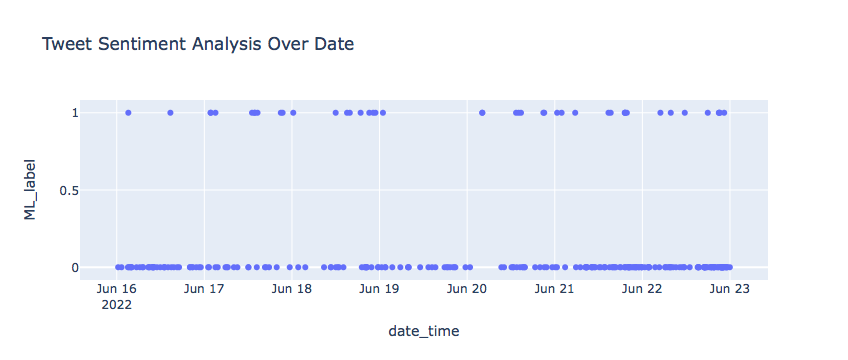 Tweet Sentiment Analysis Over Date
ML_label
1
0.5
0
Jun 16 Jun 17 Jun 18 Jun 19 Jun 20 Jun 21 Jun 22 Jun 23
2022
date_time